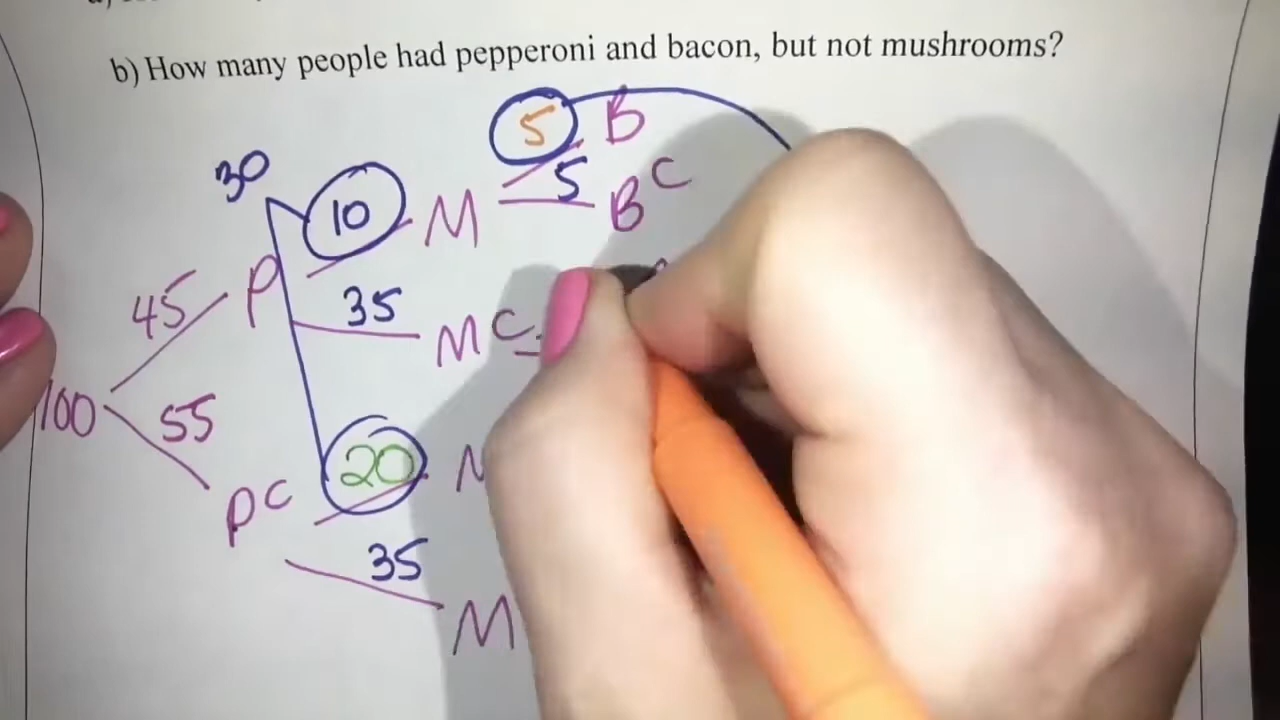 b) How many people had pepperoni and bacon, but not mushrooms?
5 B
30 5 B^C
10 M
45 P
35 M^C
100
55
20
P^C
35
M